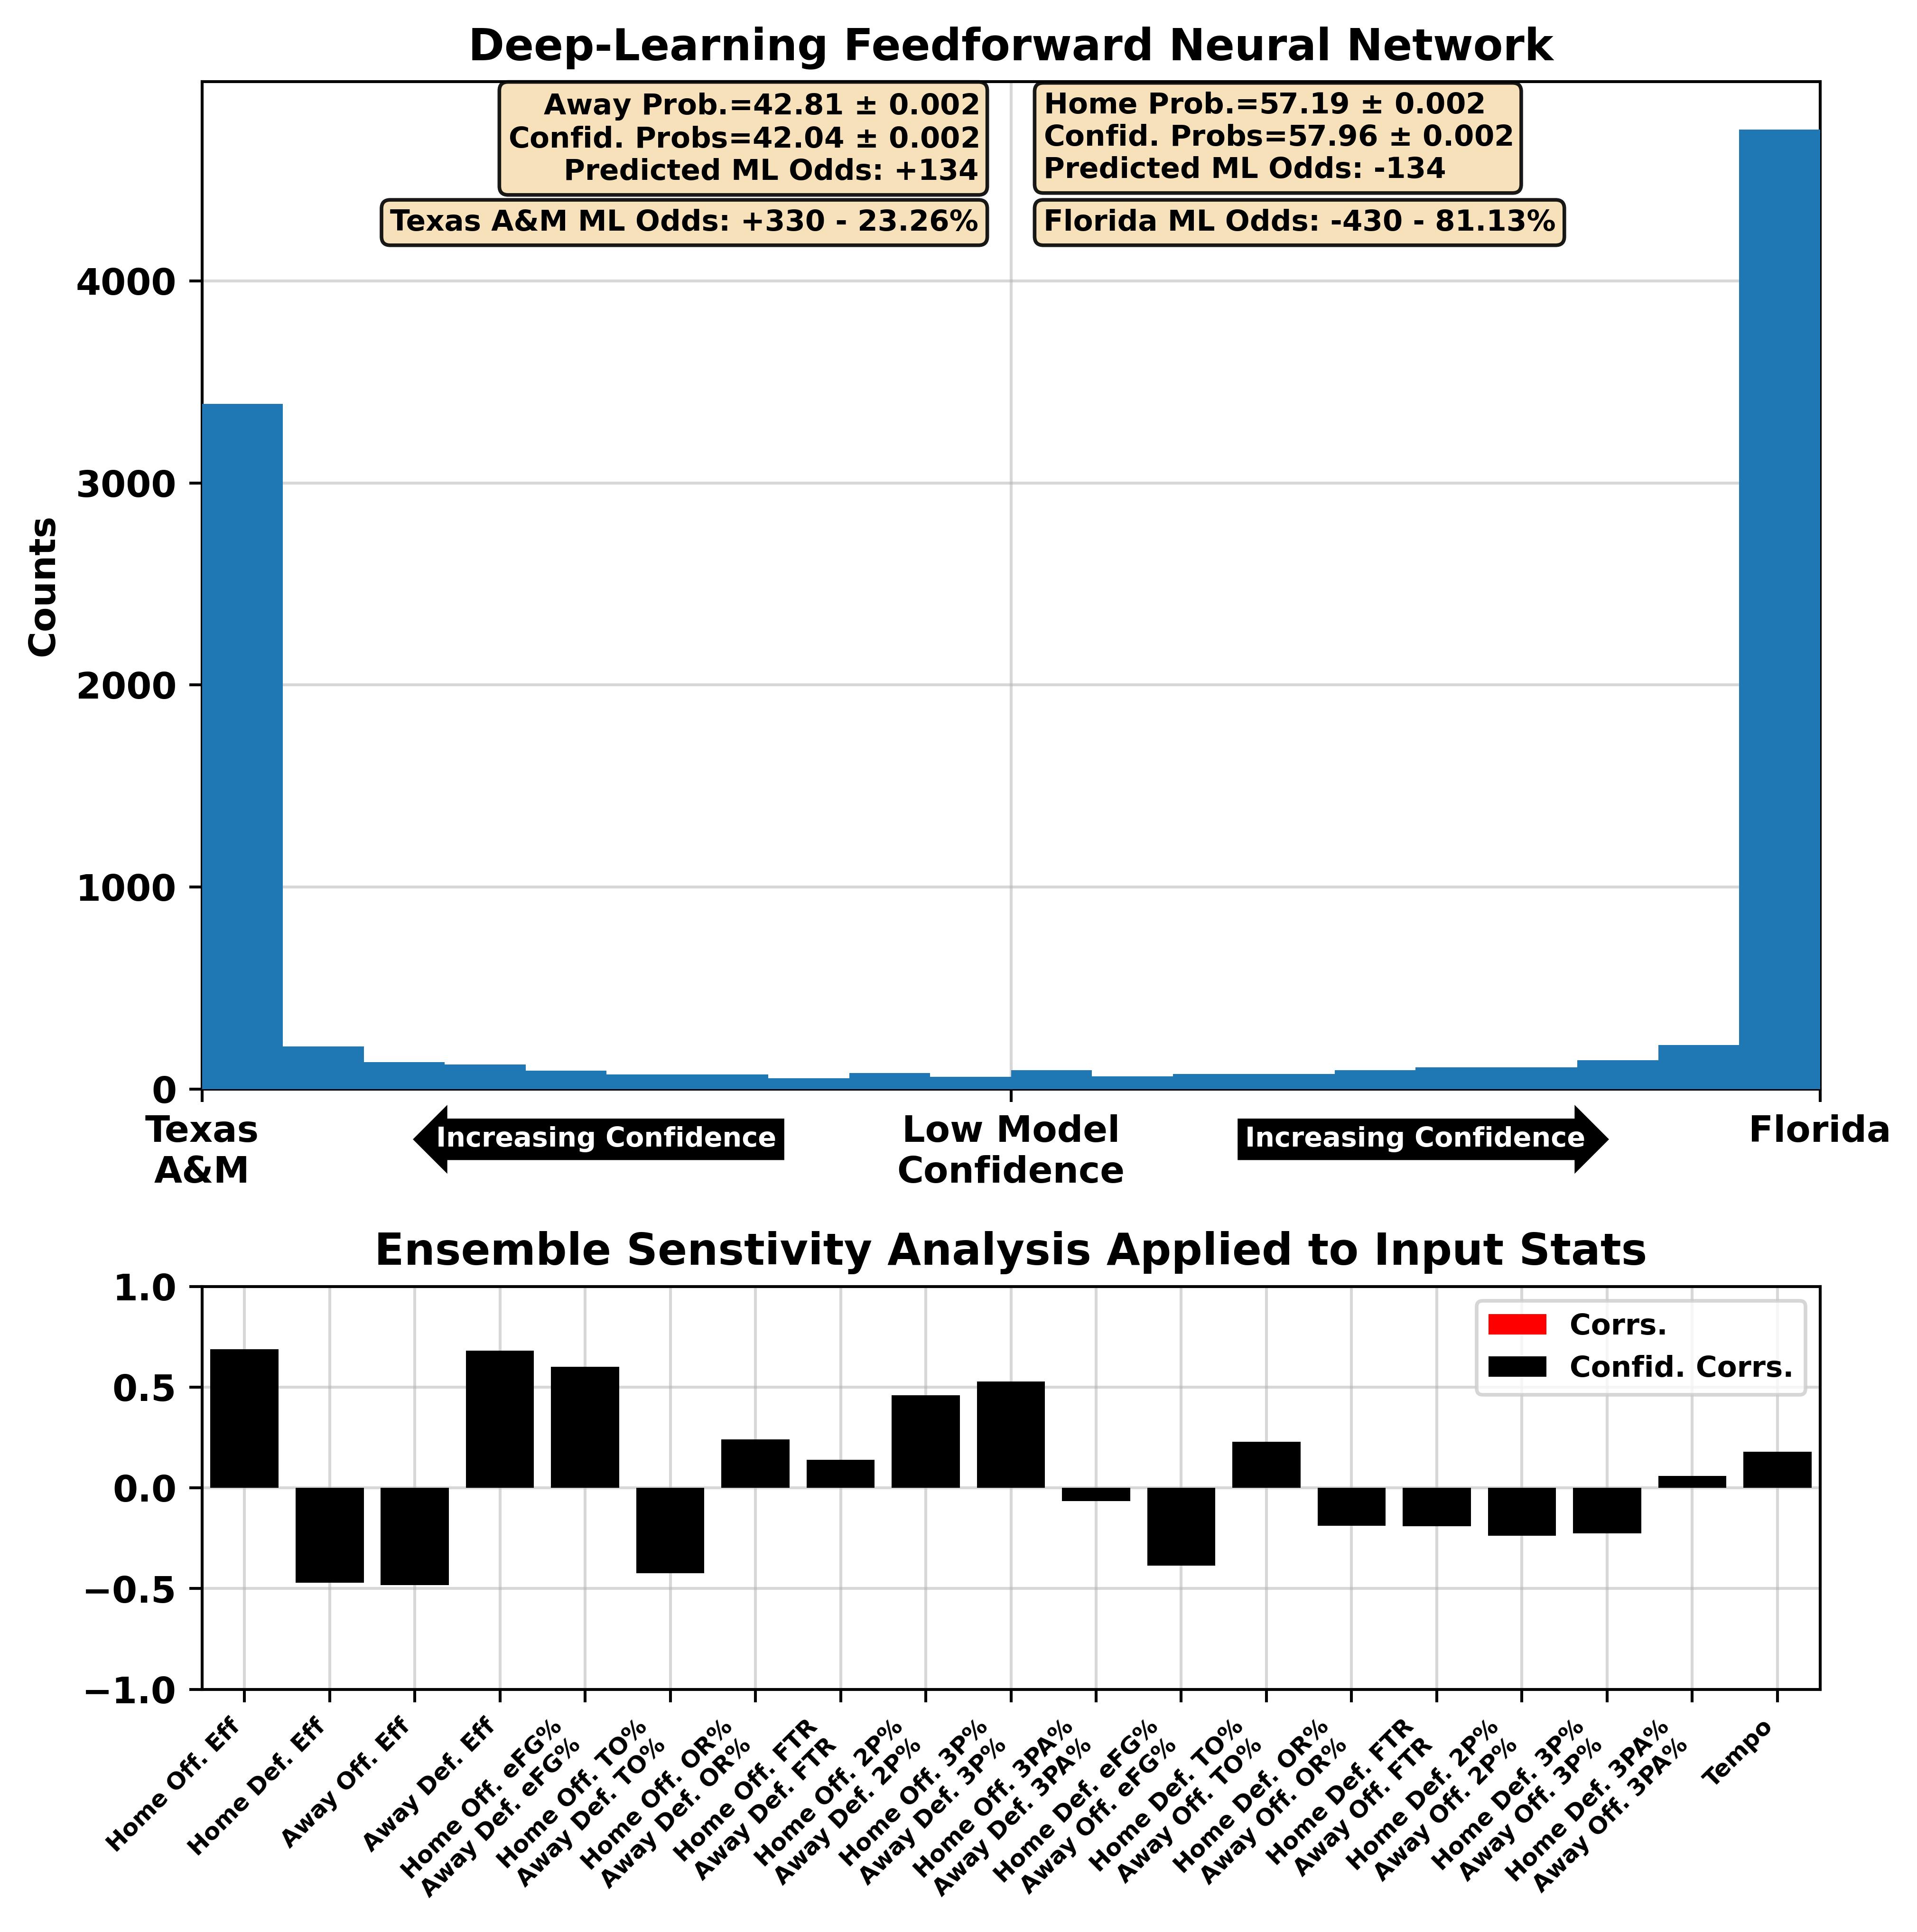 Deep-Learning Feedforward Neural Network
Away Prob.=42.81 ± 0.002
Confid. Probs=42.04 ± 0.002
Predicted ML Odds: +134
Texas A&M ML Odds: +330 - 23.26%
Home Prob.=57.19 ± 0.002
Confid. Probs=57.96 ± 0.002
Predicted ML Odds: -134
Florida ML Odds: -430 - 81.13%
Counts
4000
3000
2000
1000
0
Texas
A&M
Increasing Confidence
Low Model
Confidence
Increasing Confidence
Florida
Ensemble Senstivity Analysis Applied to Input Stats
Corrs.
Confid. Corrs.
1.0
0.5
0.0
−0.5
−1.0
Home Off. Eff
Home Def. Eff
Away Off. Eff
Away Def. Eff
Home Off. eFG%
Away Def. eFG%
Home Off. TO%
Away Def. TO%
Home Off. OR%
Away Def. OR%
Home Off. FTR
Away Def. FTR
Home Off. 2P%
Away Def. 2P%
Home Off. 3P%
Away Def. 3P%
Home Off. 3PA%
Away Def. 3PA%
Home Def. eFG%
Away Off. eFG%
Home Def. TO%
Away Off. TO%
Home Def. OR%
Away Off. OR%
Home Def. FTR
Away Off. FTR
Home Def. 2P%
Away Off. 2P%
Home Def. 3P%
Away Off. 3P%
Home Def. 3PA%
Away Off. 3PA%
Tempo